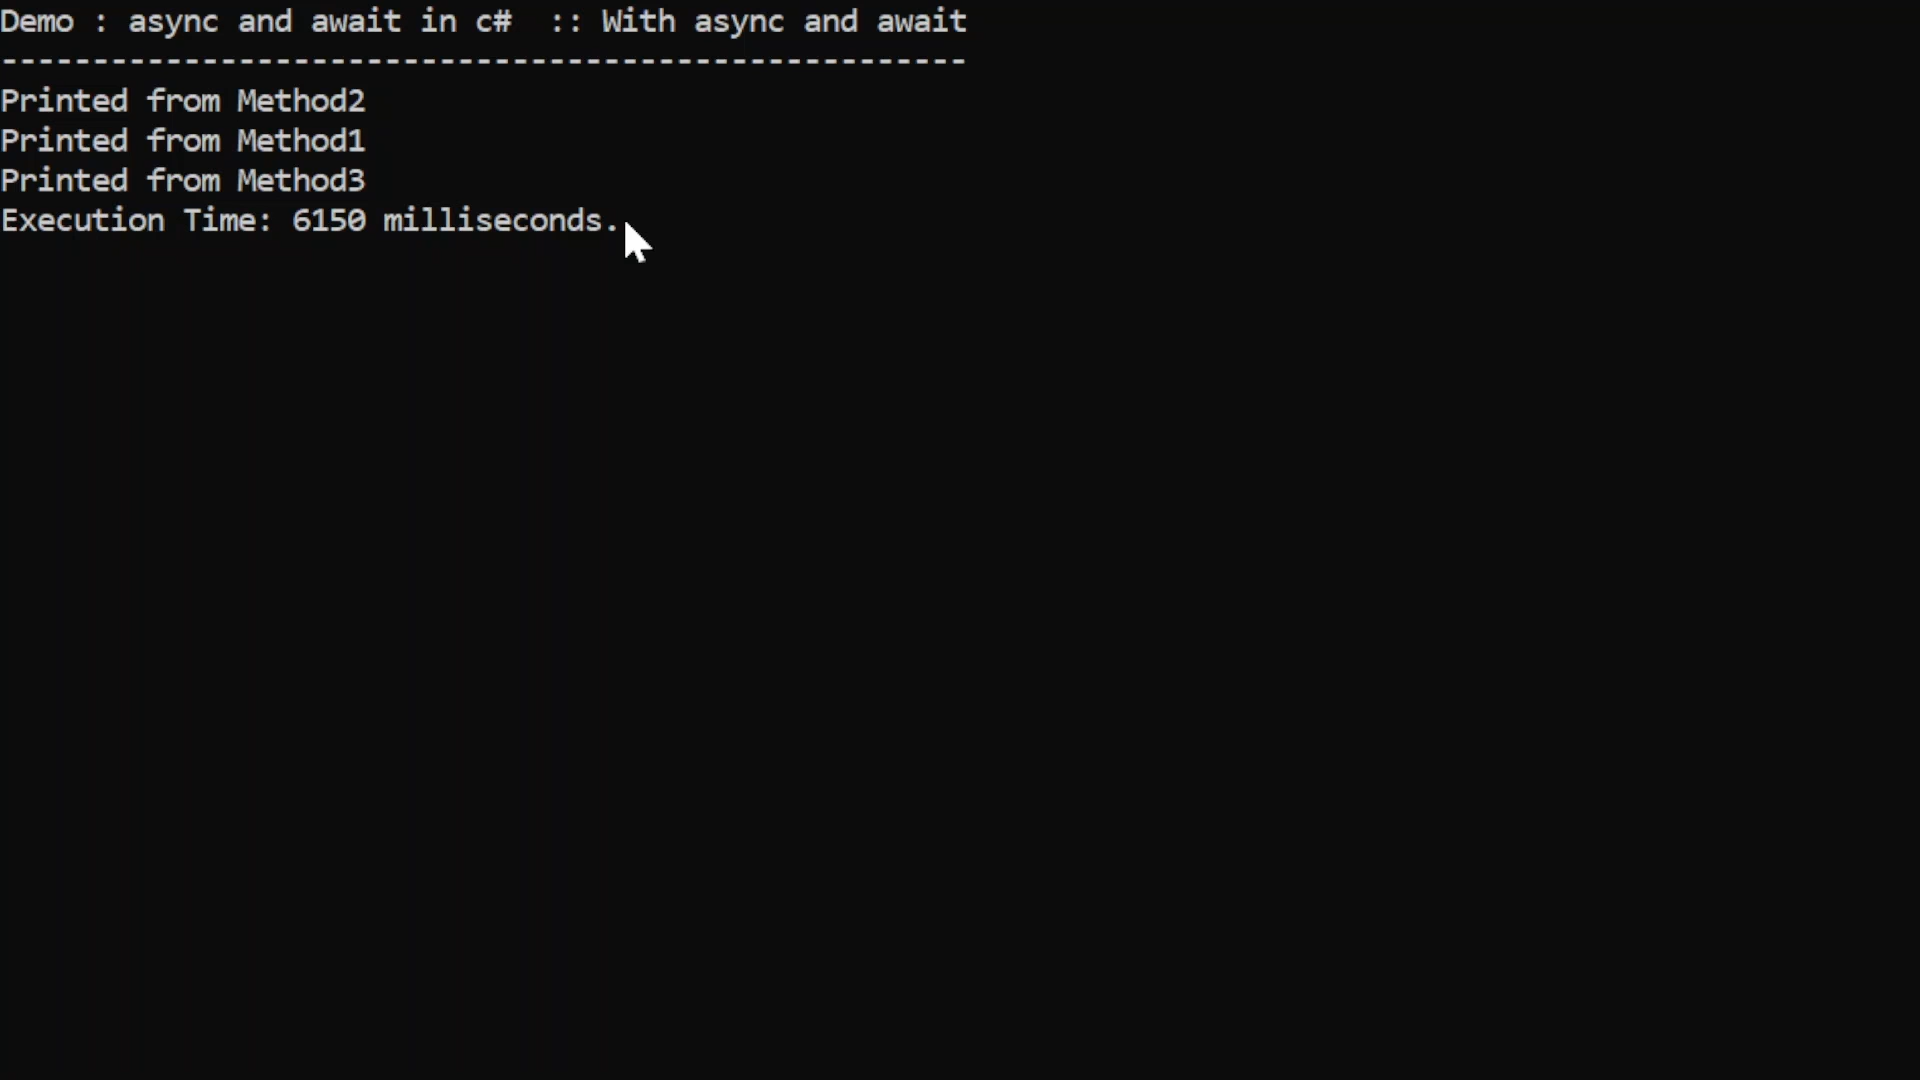 Demo : async and await in c#  :: With async and await
-----------------------------------------------------
Printed from Method2
Printed from Method1
Printed from Method3
Execution Time: 6150 milliseconds.